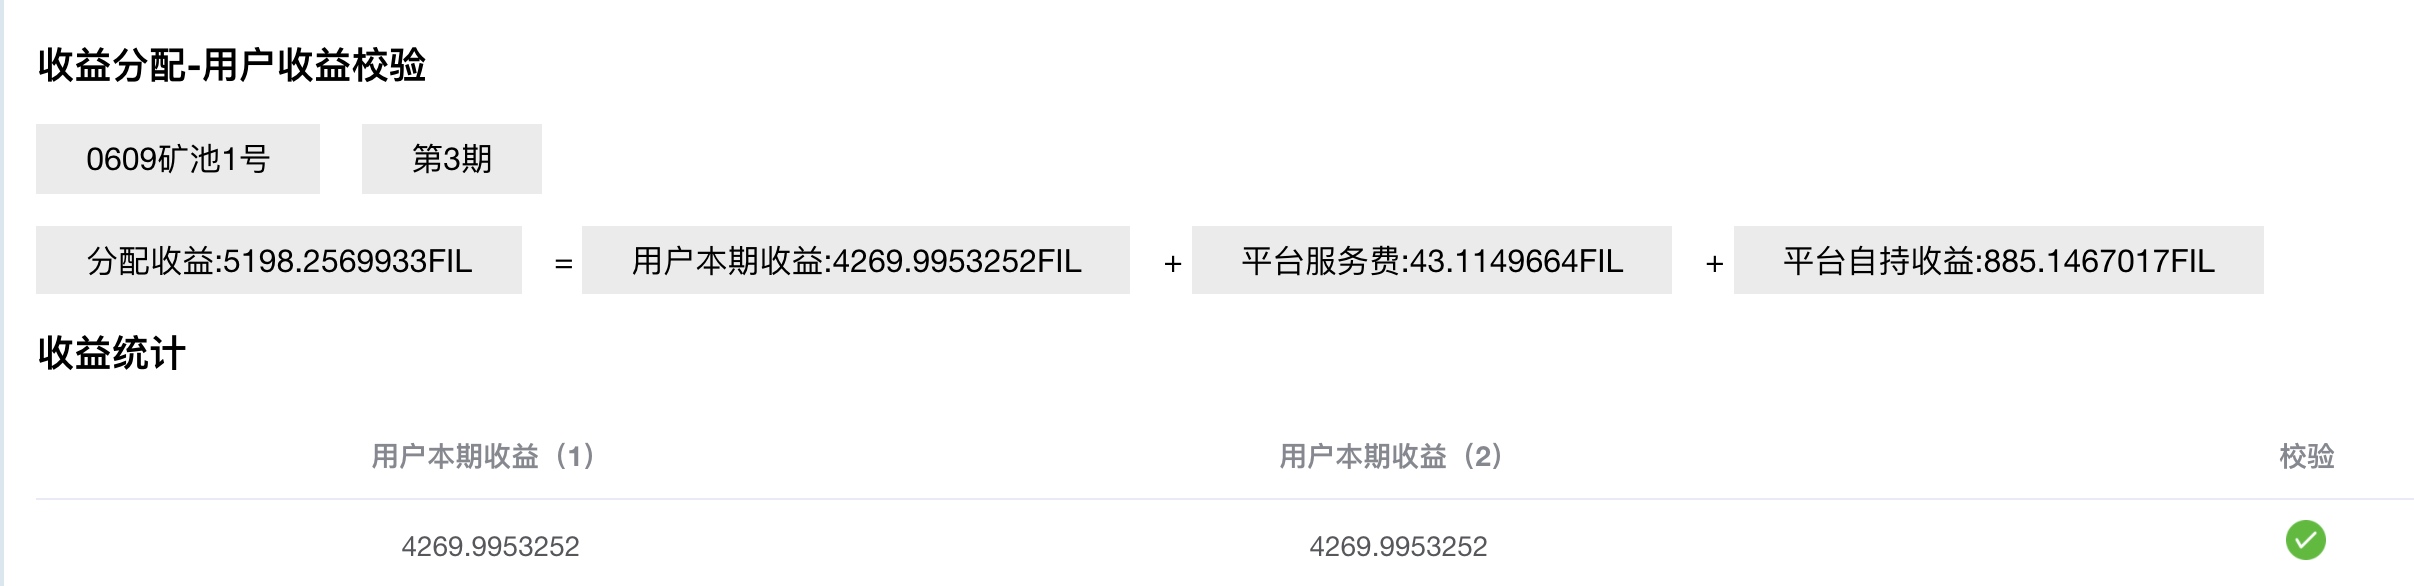 收益分配-用户收益校验
0609矿池1号 第3期
分配收益:5198.2569933FIL = 用户本期收益:4269.9953252FIL + 平台服务费:43.1149664FIL + 平台自持收益:885.1467017FIL
收益统计
用户本期收益（1） 用户本期收益（2） 校验
4269.9953252 4269.9953252